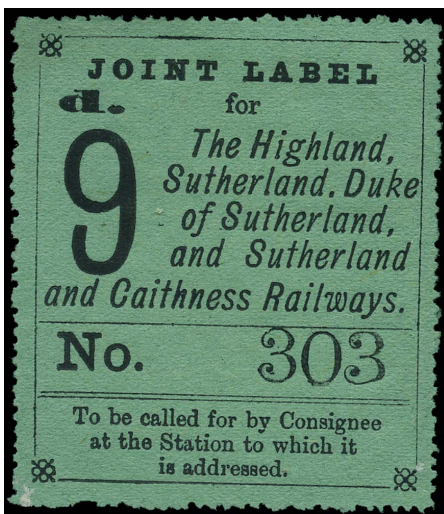 JOINT LABEL
d. for
9 The Highland,
Sutherland. Duke
of Sutherland,
and Sutherland
and Caithness Railways.
No. 303
To be called for by Consignee
at the Station to which it
is addressed.